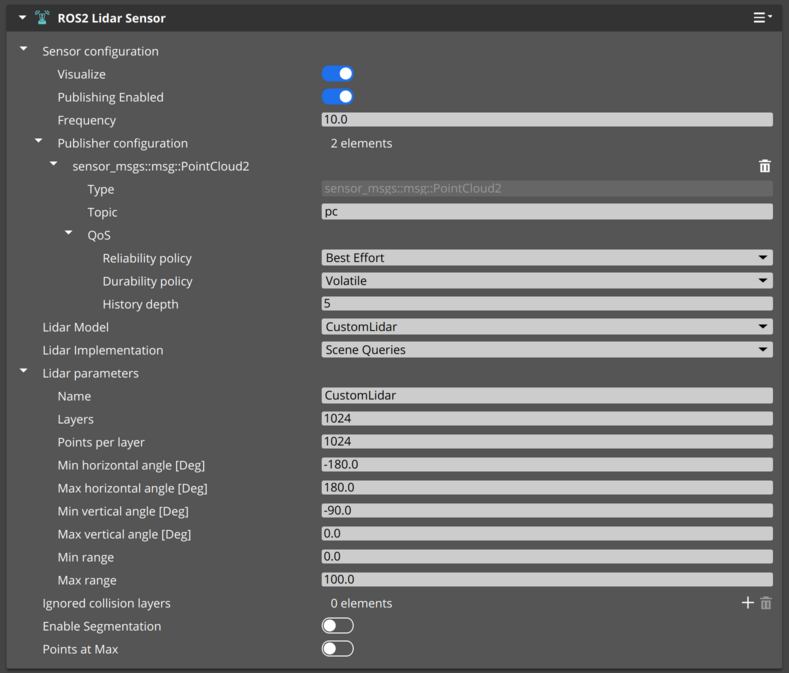 ROS2 Lidar Sensor
Sensor configuration
Visualize
Publishing Enabled
Frequency 10.0
Publisher configuration 2 elements
sensor_msgs::msg::PointCloud2
Type sensor_msgs::msg::PointCloud2
Topic pc
QoS
Reliability policy Best Effort
Durability policy Volatile
History depth 5
Lidar Model CustomLidar
Lidar Implementation Scene Queries
Lidar parameters
Name CustomLidar
Layers 1024
Points per layer 1024
Min horizontal angle [Deg] -180.0
Max horizontal angle [Deg] 180.0
Min vertical angle [Deg] -90.0
Max vertical angle [Deg] 0.0
Min range 0.0
Max range 100.0
Ignored collision layers 0 elements
Enable Segmentation
Points at Max